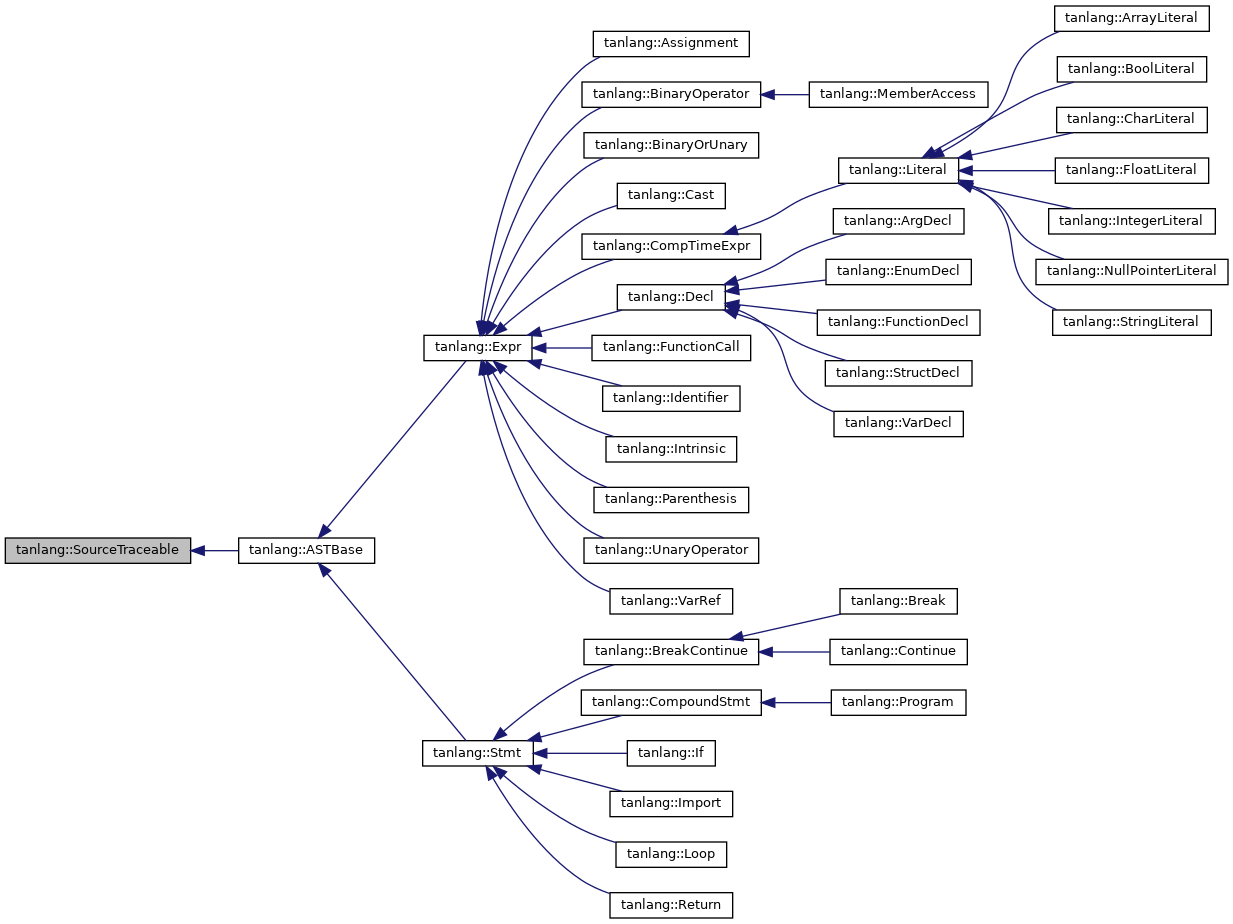 tanlang::ArrayLiteral
tanlang::Assignment
tanlang::BoolLiteral
tanlang::BinaryOperator
tanlang::MemberAccess
tanlang::CharLiteral
tanlang::BinaryOrUnary
tanlang::Literal
tanlang::FloatLiteral
tanlang::Cast
tanlang::ArgDecl
tanlang::IntegerLiteral
tanlang::CompTimeExpr
tanlang::EnumDecl
tanlang::NullPointerLiteral
tanlang::Decl
tanlang::FunctionDecl
tanlang::StringLiteral
tanlang::Expr
tanlang::FunctionCall
tanlang::StructDecl
tanlang::Identifier
tanlang::VarDecl
tanlang::Intrinsic
tanlang::Parenthesis
tanlang::SourceTraceable
tanlang::ASTBase
tanlang::UnaryOperator
tanlang::VarRef
tanlang::Break
tanlang::BreakContinue
tanlang::Continue
tanlang::CompoundStmt
tanlang::Program
tanlang::Stmt
tanlang::If
tanlang::Import
tanlang::Loop
tanlang::Return